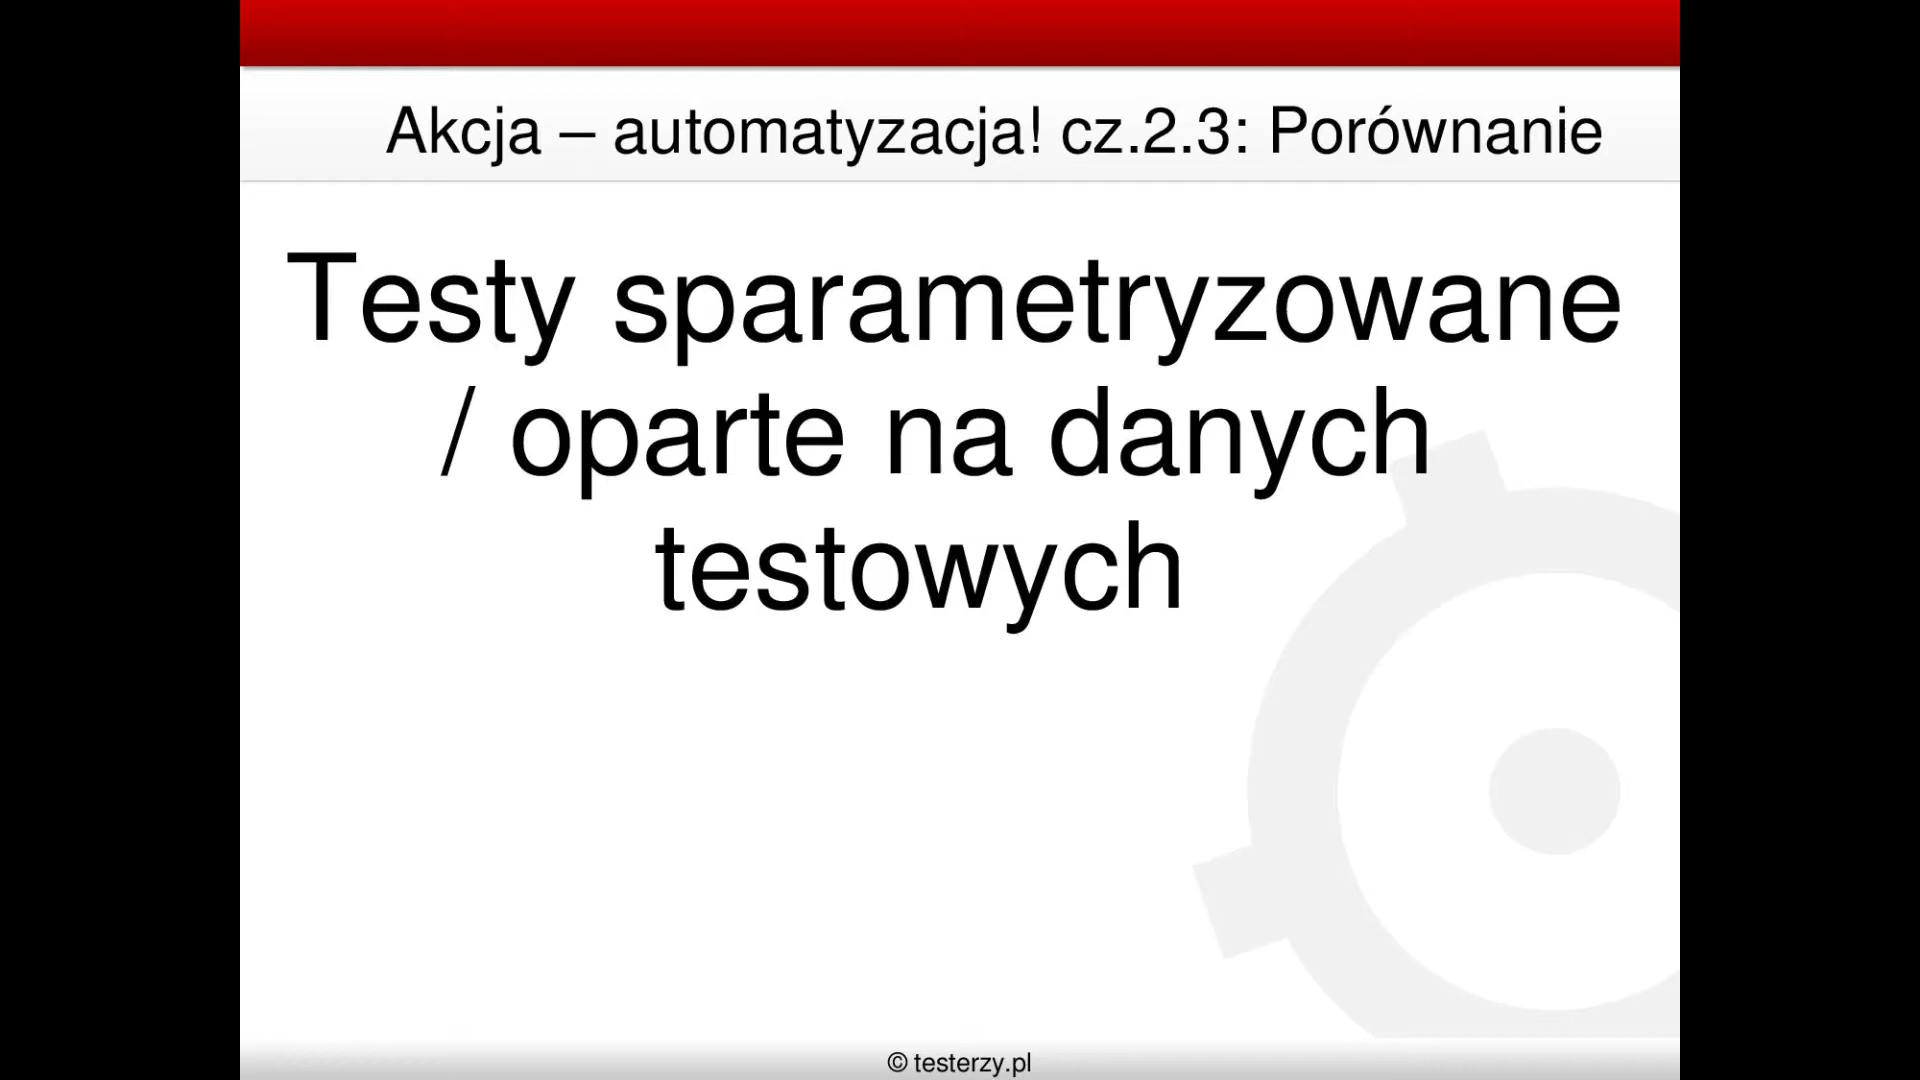 Akcja – automatyzacja! cz.2.3: Porównanie
Testy sparametryzowane
/ oparte na danych
testowych
© testerzy.pl